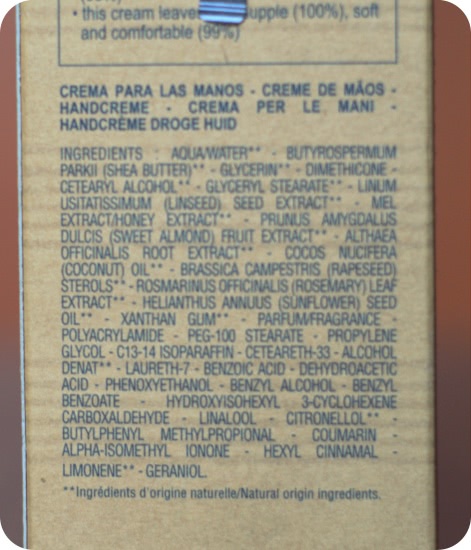 • this cream leaves supple (100%), soft
and comfortable (99%)
CREMA PARA LAS MANOS - CREME DE MÃOS -
HANDCREME - CREMA PER LE MANI -
HANDCRÈME DROGE HUID
INGREDIENTS : AQUA/WATER** - BUTYROSPERMUM
PARKII (SHEA BUTTER)** - GLYCERIN** - DIMETHICONE -
CETEARYL ALCOHOL** - GLYCERYL STEARATE** - LINUM
USITATISSIMUM (LINSEED) SEED EXTRACT** - MEL
EXTRACT/HONEY EXTRACT** - PRUNUS AMYGDALUS
DULCIS (SWEET ALMOND) FRUIT EXTRACT** - ALTHAEA
OFFICINALIS ROOT EXTRACT** - COCOS NUCIFERA
(COCONUT) OIL** - BRASSICA CAMPESTRIS (RAPESEED)
STEROLS** - ROSMARINUS OFFICINALIS (ROSEMARY) LEAF
EXTRACT** - HELIANTHUS ANNUUS (SUNFLOWER) SEED
OIL** - XANTHAN GUM** - PARFUM/FRAGRANCE -
POLYACRYLAMIDE - PEG-100 STEARATE - PROPYLENE
GLYCOL - C13-14 ISOPARAFFIN - CETEARETH-33 - ALCOHOL
DENAT** - LAURETH-7 - BENZOIC ACID - DEHYDROACETIC
ACID - PHENOXYETHANOL - BENZYL ALCOHOL - BENZYL
BENZOATE - HYDROXYISOHEXYL 3-CYCLOHEXENE
CARBOXALDEHYDE - LINALOOL - CITRONELLOL** -
BUTYLPHENYL METHYLPROPIONAL - COUMARIN -
ALPHA-ISOMETHYL IONONE - HEXYL CINNAMAL -
LIMONENE** - GERANIOL.
**Ingrédients d'origine naturelle/Natural origin ingredients.